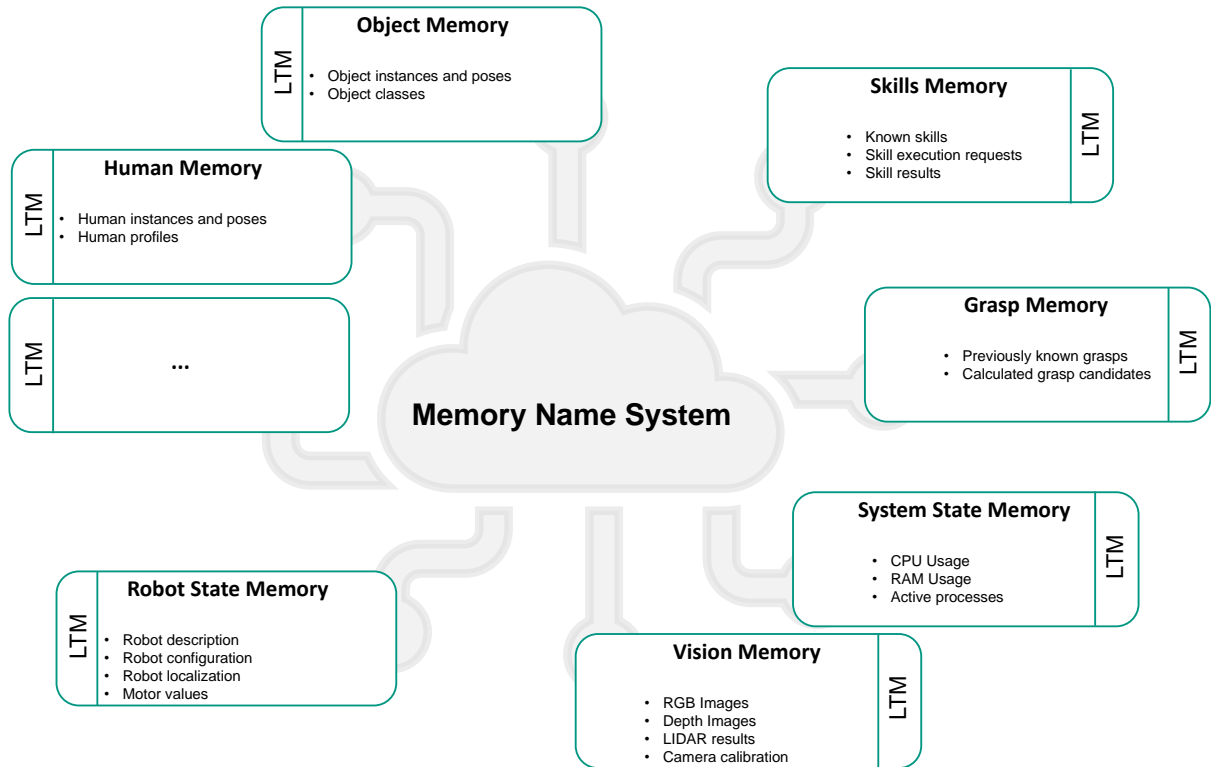 LTM
Object Memory
• Object instances and poses
• Object classes
Skills Memory
• Known skills
• Skill execution requests
• Skill results
LTM
LTM
Human Memory
• Human instances and poses
• Human profiles
LTM
...
Grasp Memory
• Previously known grasps
• Calculated grasp candidates
LTM
Memory Name System
System State Memory
• CPU Usage
• RAM Usage
• Active processes
LTM
LTM
Robot State Memory
• Robot description
• Robot configuration
• Robot localization
• Motor values
Vision Memory
• RGB Images
• Depth Images
• LIDAR results
• Camera calibration
LTM